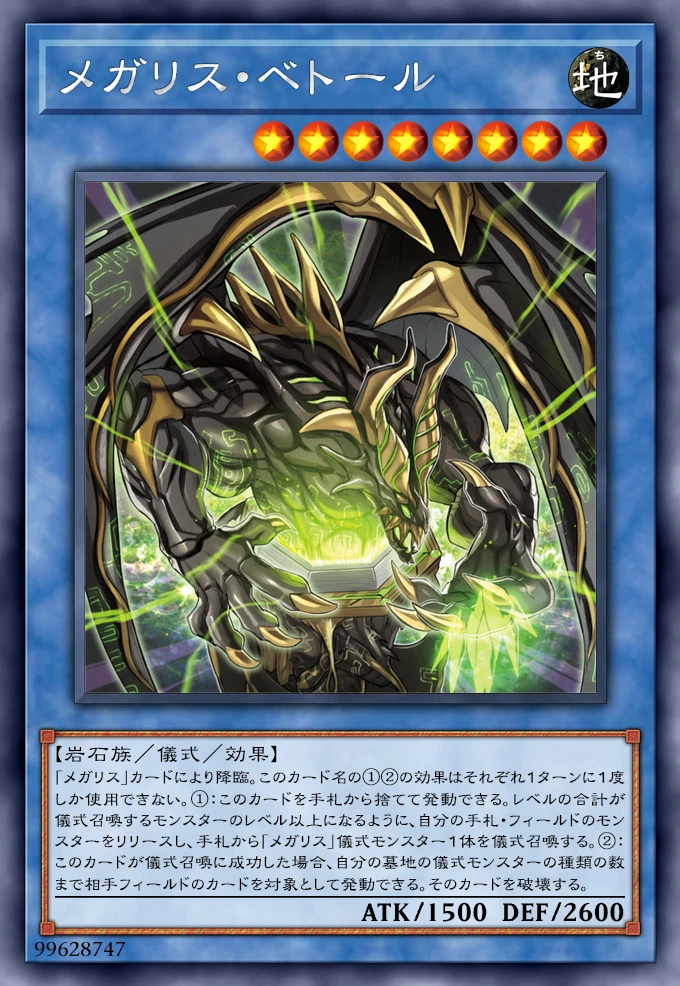 メガリス・ベトール
ち
地
【岩石族／儀式／効果】
「メガリス」カードにより降臨。このカード名の①②の効果はそれぞれ１ターンに１度
しか使用できない。①：このカードを手札から捨てて発動できる。レベルの合計が
儀式召喚するモンスターのレベル以上になるように、自分の手札・フィールドのモン
スターをリリースし、手札から「メガリス」儀式モンスター１体を儀式召喚する。②：
このカードが儀式召喚に成功した場合、自分の墓地の儀式モンスターの種類の数
まで相手フィールドのカードを対象として発動できる。そのカードを破壊する。
ATK/1500 DEF/2600
99628747